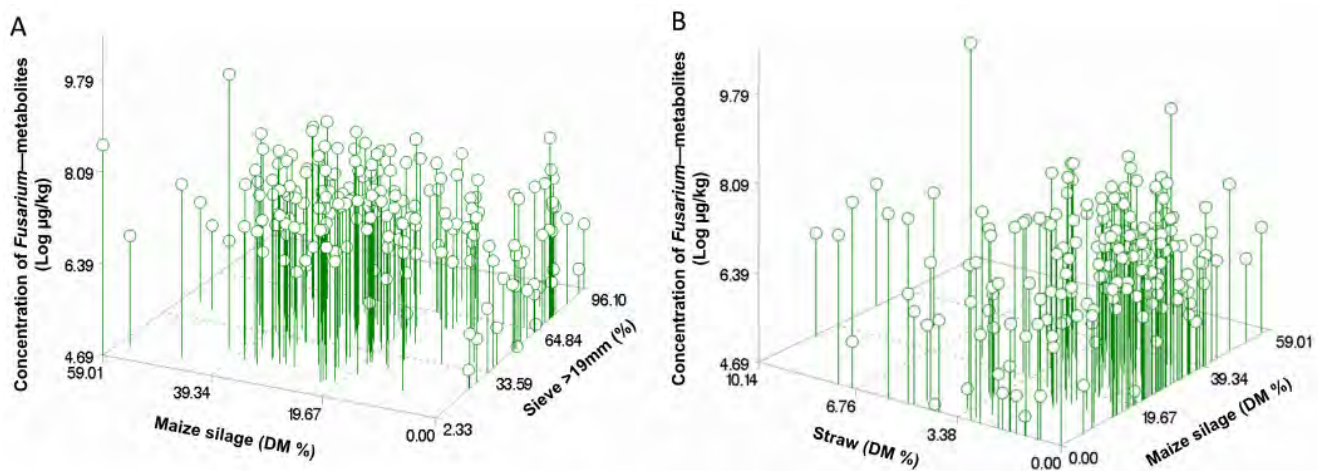 A
Concentration of Fusarium—metabolites
(Log µg/kg)
9.79
8.09
6.39
4.69
59.01
39.34
19.67
0.00
Maize silage (DM %)
2.33
33.59
64.84
96.10
Sieve >19mm (%)
B
Concentration of Fusarium—metabolites
(Log µg/kg)
9.79
8.09
6.39
4.69
10.14
6.76
3.38
0.00
Straw (DM %)
0.00
19.67
39.34
59.01
Maize silage (DM %)